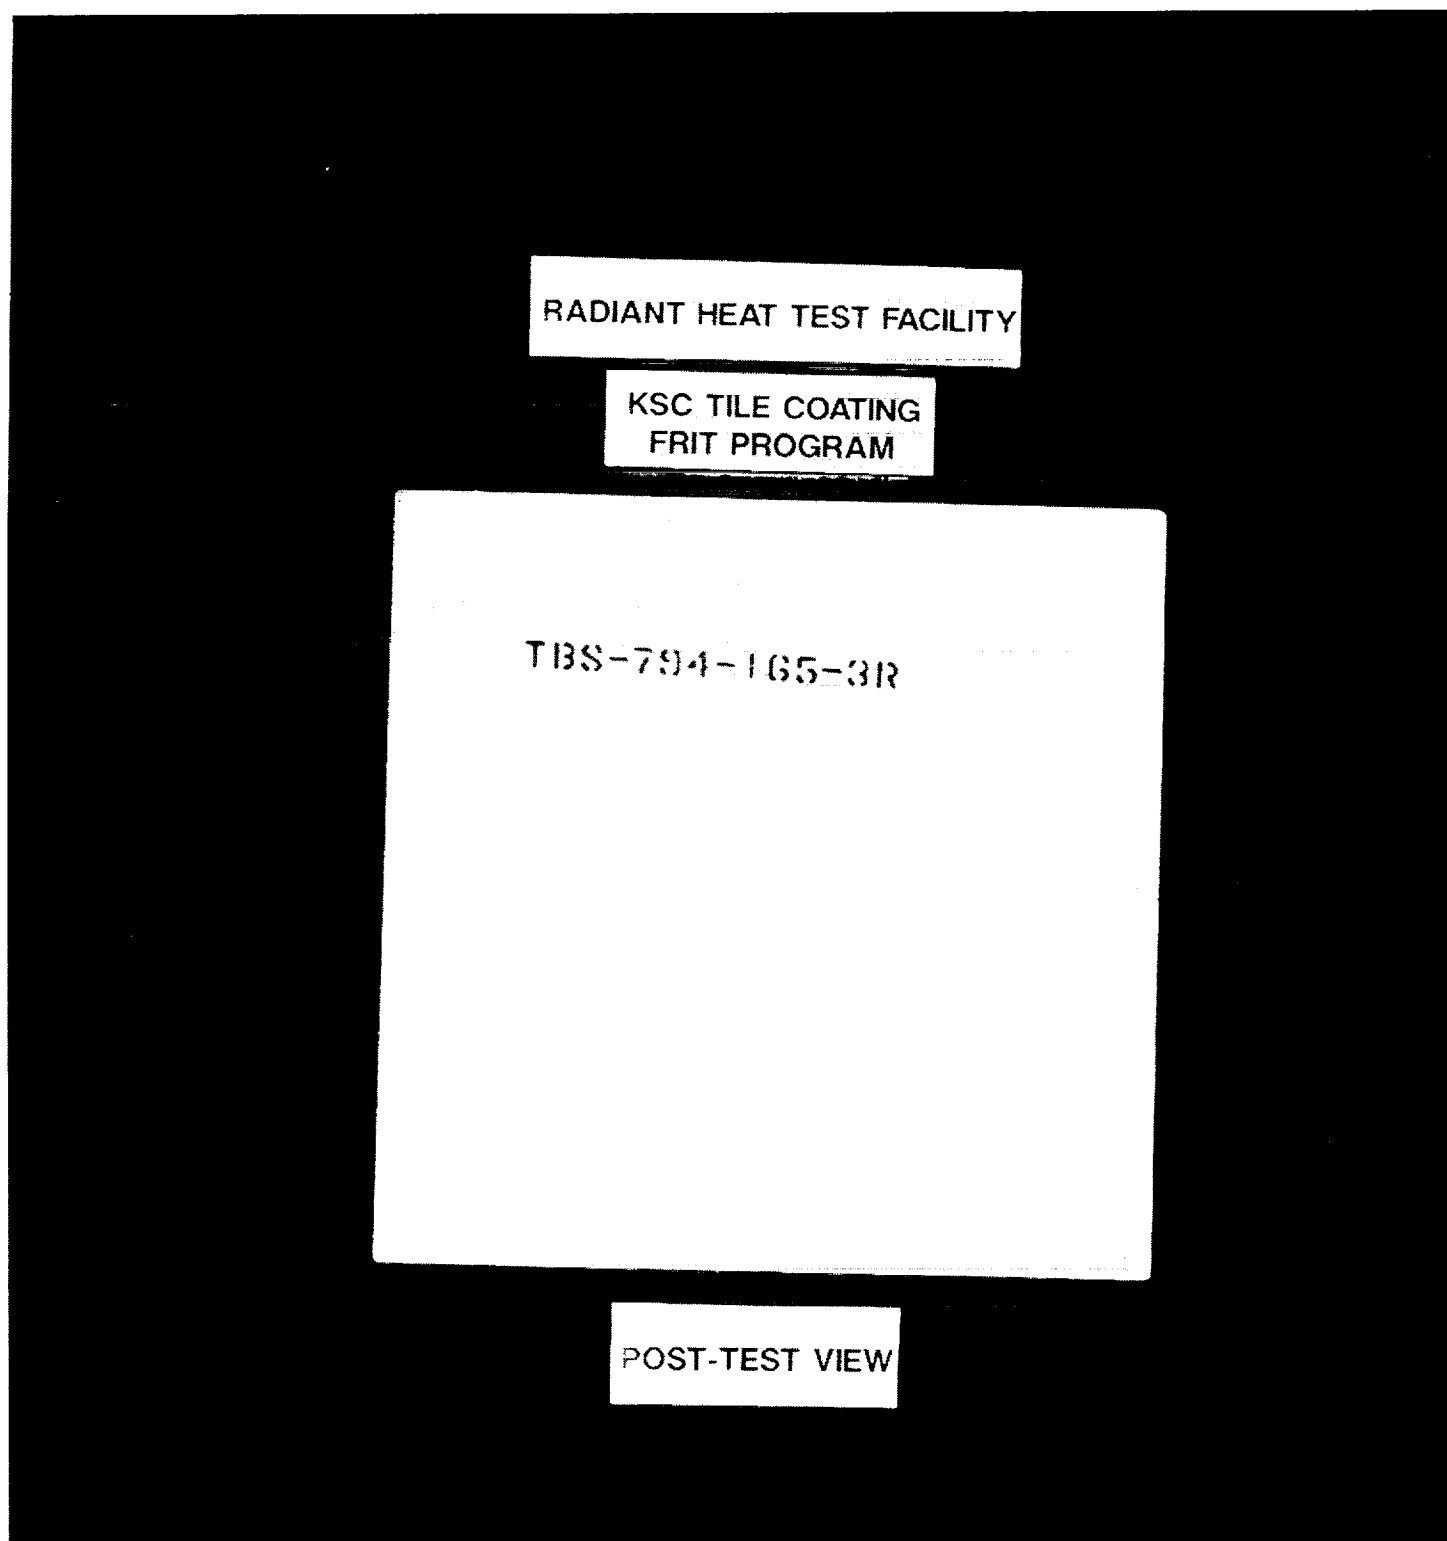 RADIANT HEAT TEST FACILITY
KSC TILE COATING
FRIT PROGRAM
TBS-794-165-3R
POST-TEST VIEW